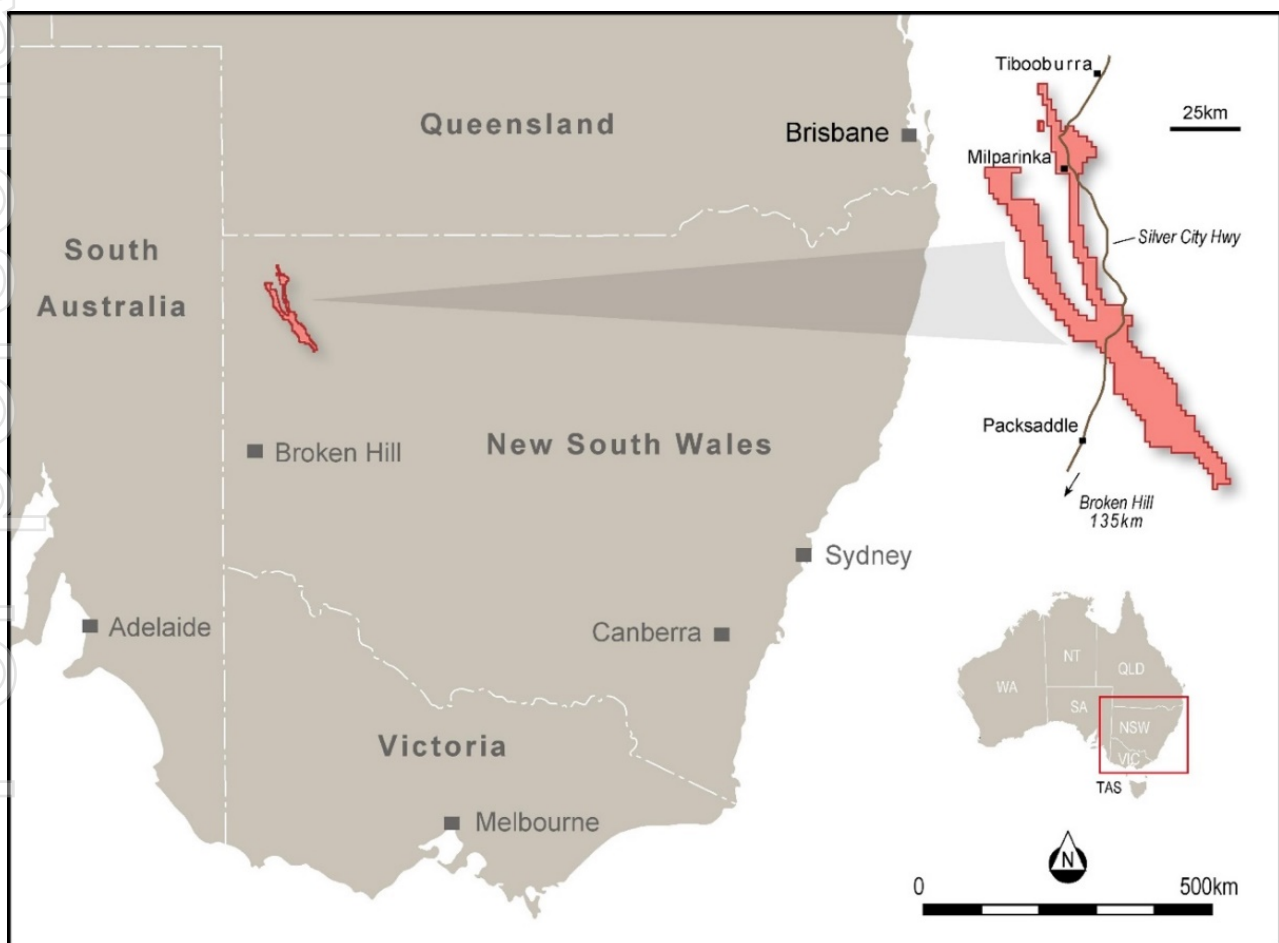 Queensland
Brisbane
South
Australia
Broken Hill
New South Wales
Sydney
Adelaide
Canberra
Victoria
Melbourne
Tibooburra
25km
Milparinka
Silver City Hwy
Packsaddle
Broken Hill
135km
NT
QLD
WA
SA
NSW
VIC
TAS
N
0
500km